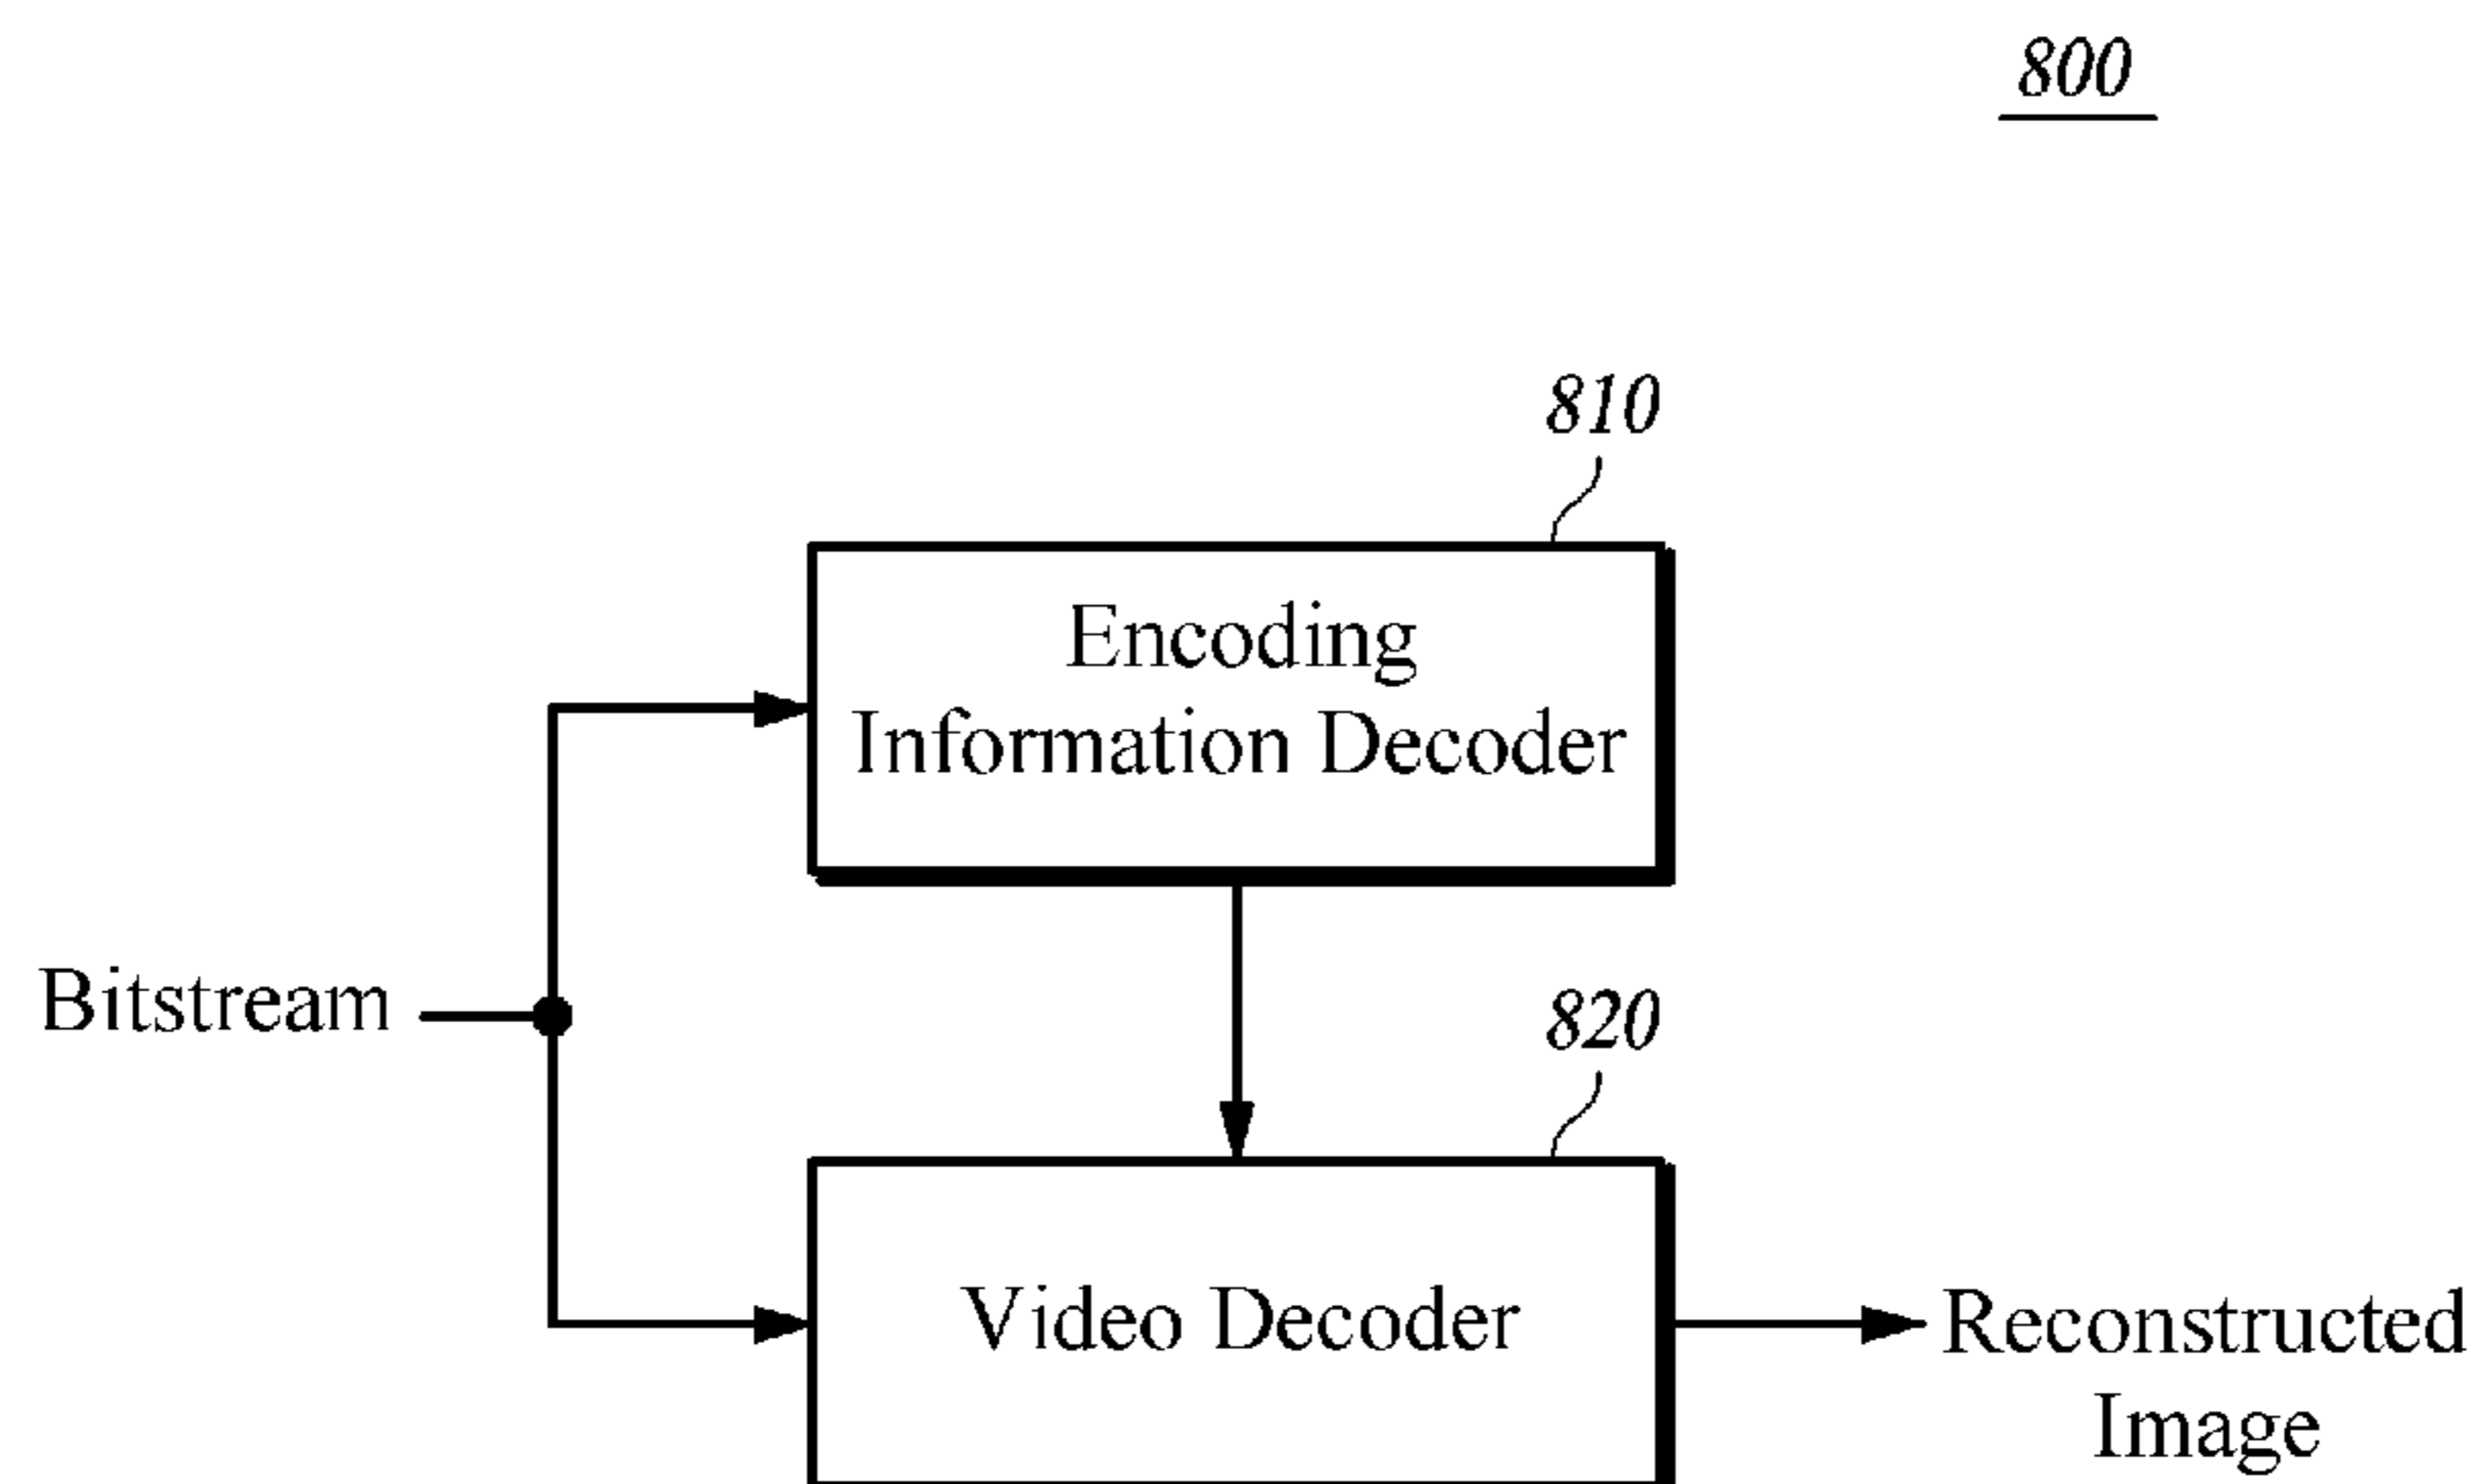 800
810
Encoding
Information Decoder
Bitstream
820
Video Decoder
Reconstructed
Image